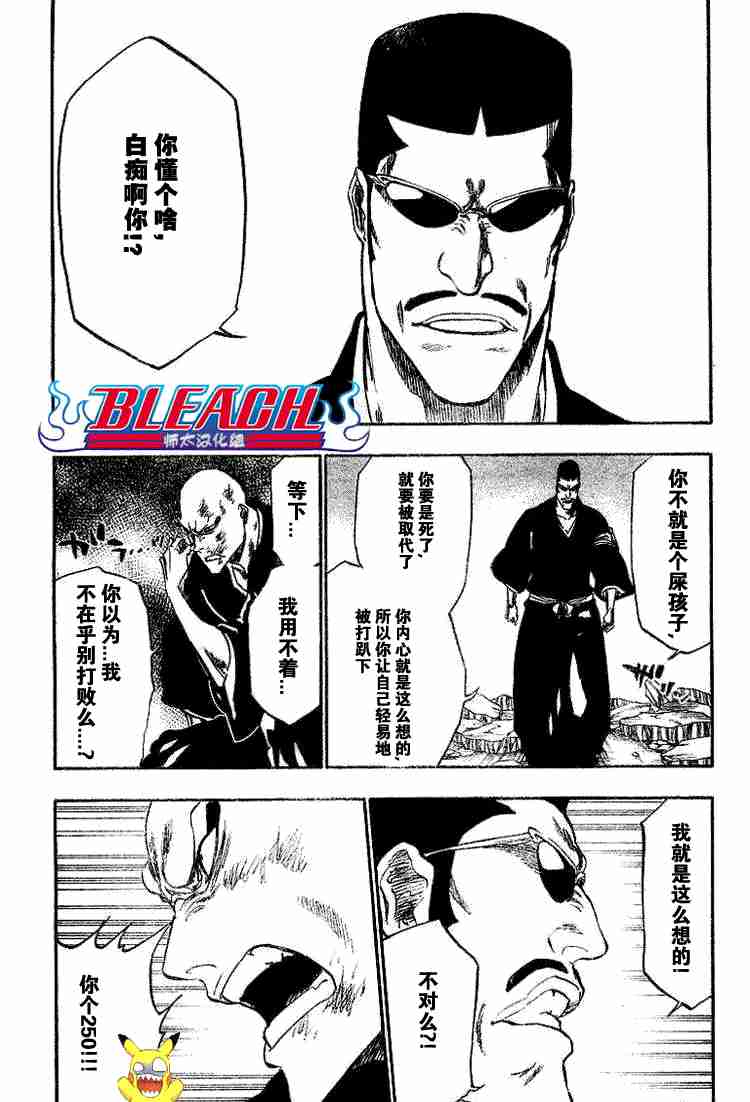 你懂个啥,
白痴啊你!?
BLEACH
师太汉化组
你不就是个屎孩子,
你要是死了,
就要被取代了
你内心就是这么想的,
所以你让自己轻易地
被打趴下
等下...
我用不着...
你以为...我
不在乎别打败么....?
我就是这么想的!
不对么?!
你个250!!!